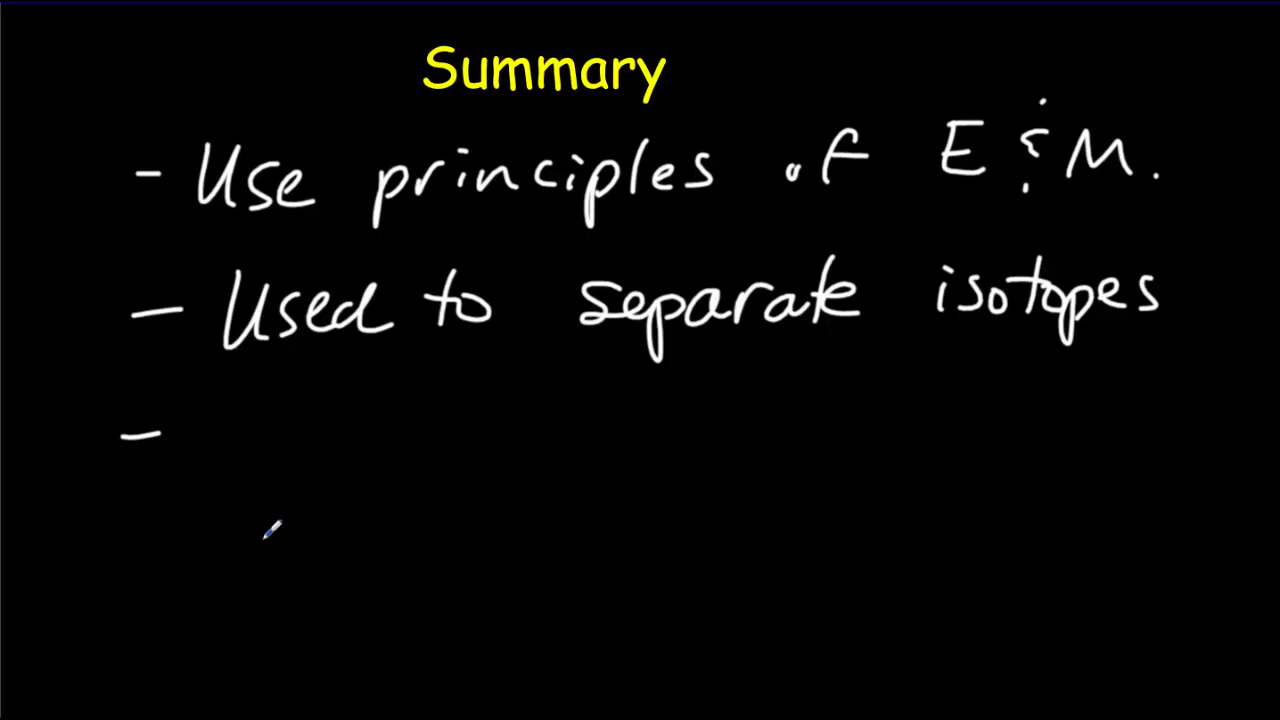 Summary
- Use principles of E & M.
- Used to separate isotopes
-